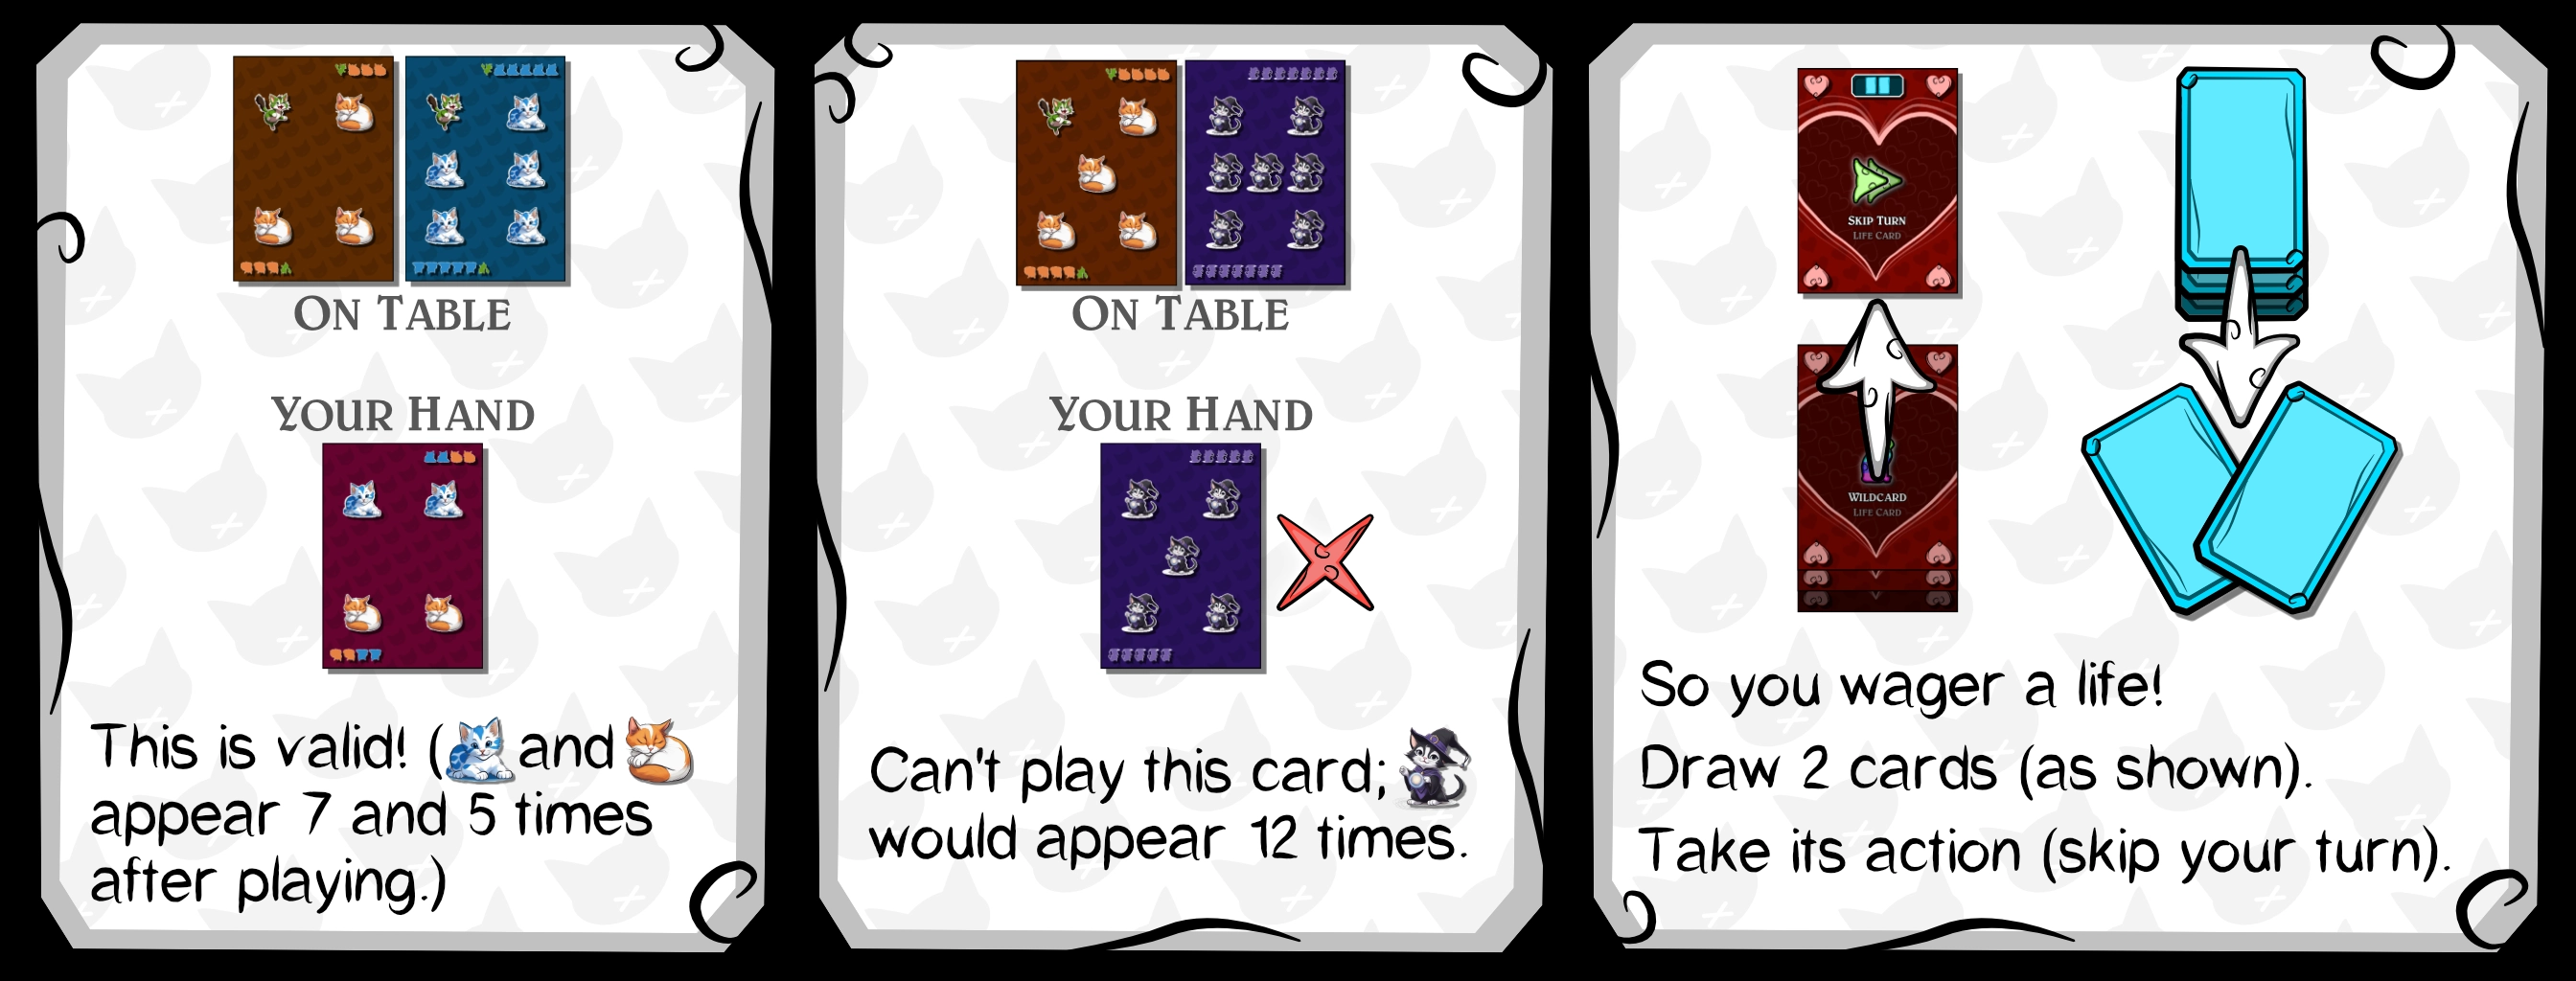 On Table
Your Hand
This is valid! ( and
appear 7 and 5 times
after playing.)
On Table
Your Hand
Can't play this card;
would appear 12 times.
Skip Turn
Life Card
Wildcard
Life Card
So you wager a life!
Draw 2 cards (as shown).
Take its action (skip your turn).